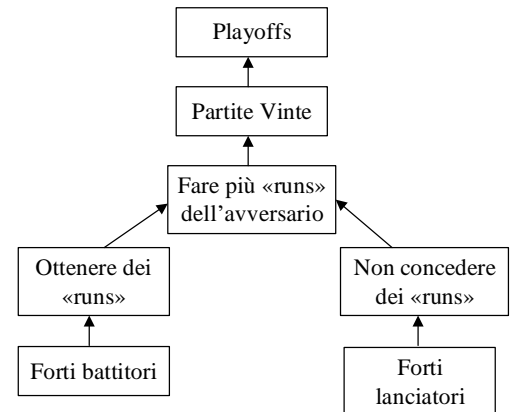 Playoffs
Partite Vinte
Fare più «runs»
dell’avversario
Ottenere dei
«runs»
Non concedere
dei «runs»
Forti battitori
Forti
lanciatori